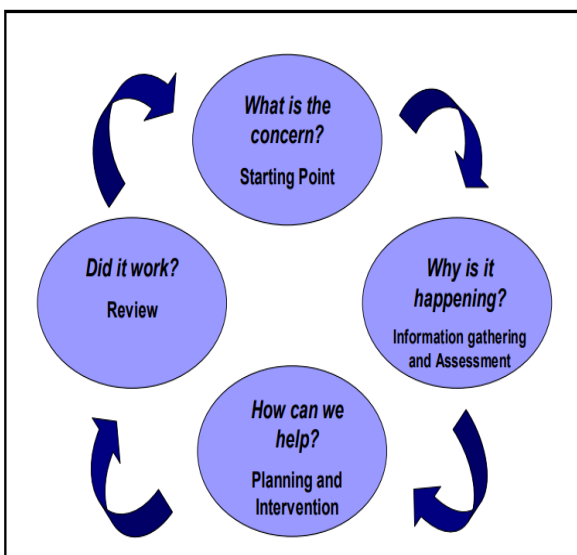 What is the
concern?
Starting Point
Why is it
happening?
Information gathering
and Assessment
How can we
help?
Planning and
Intervention
Did it work?
Review